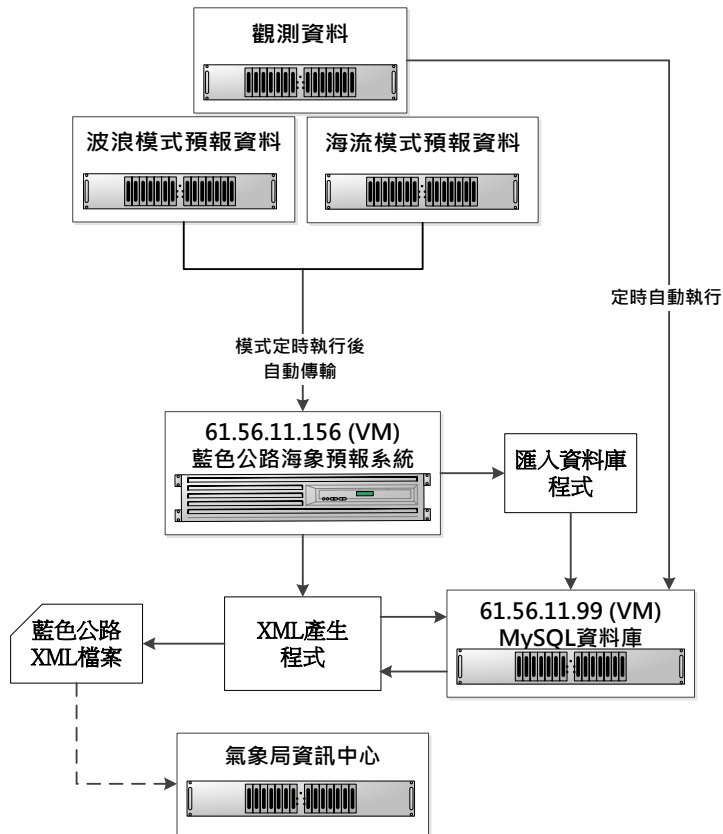 觀測資料
波浪模式預報資料
海流模式預報資料
定時自動執行
模式定時執行後
自動傳輸
61.56.11.156 (VM)
藍色公路海象預報系統
匯入資料庫
程式
藍色公路
XML檔案
XML產生
程式
61.56.11.99 (VM)
MySQL資料庫
氣象局資訊中心